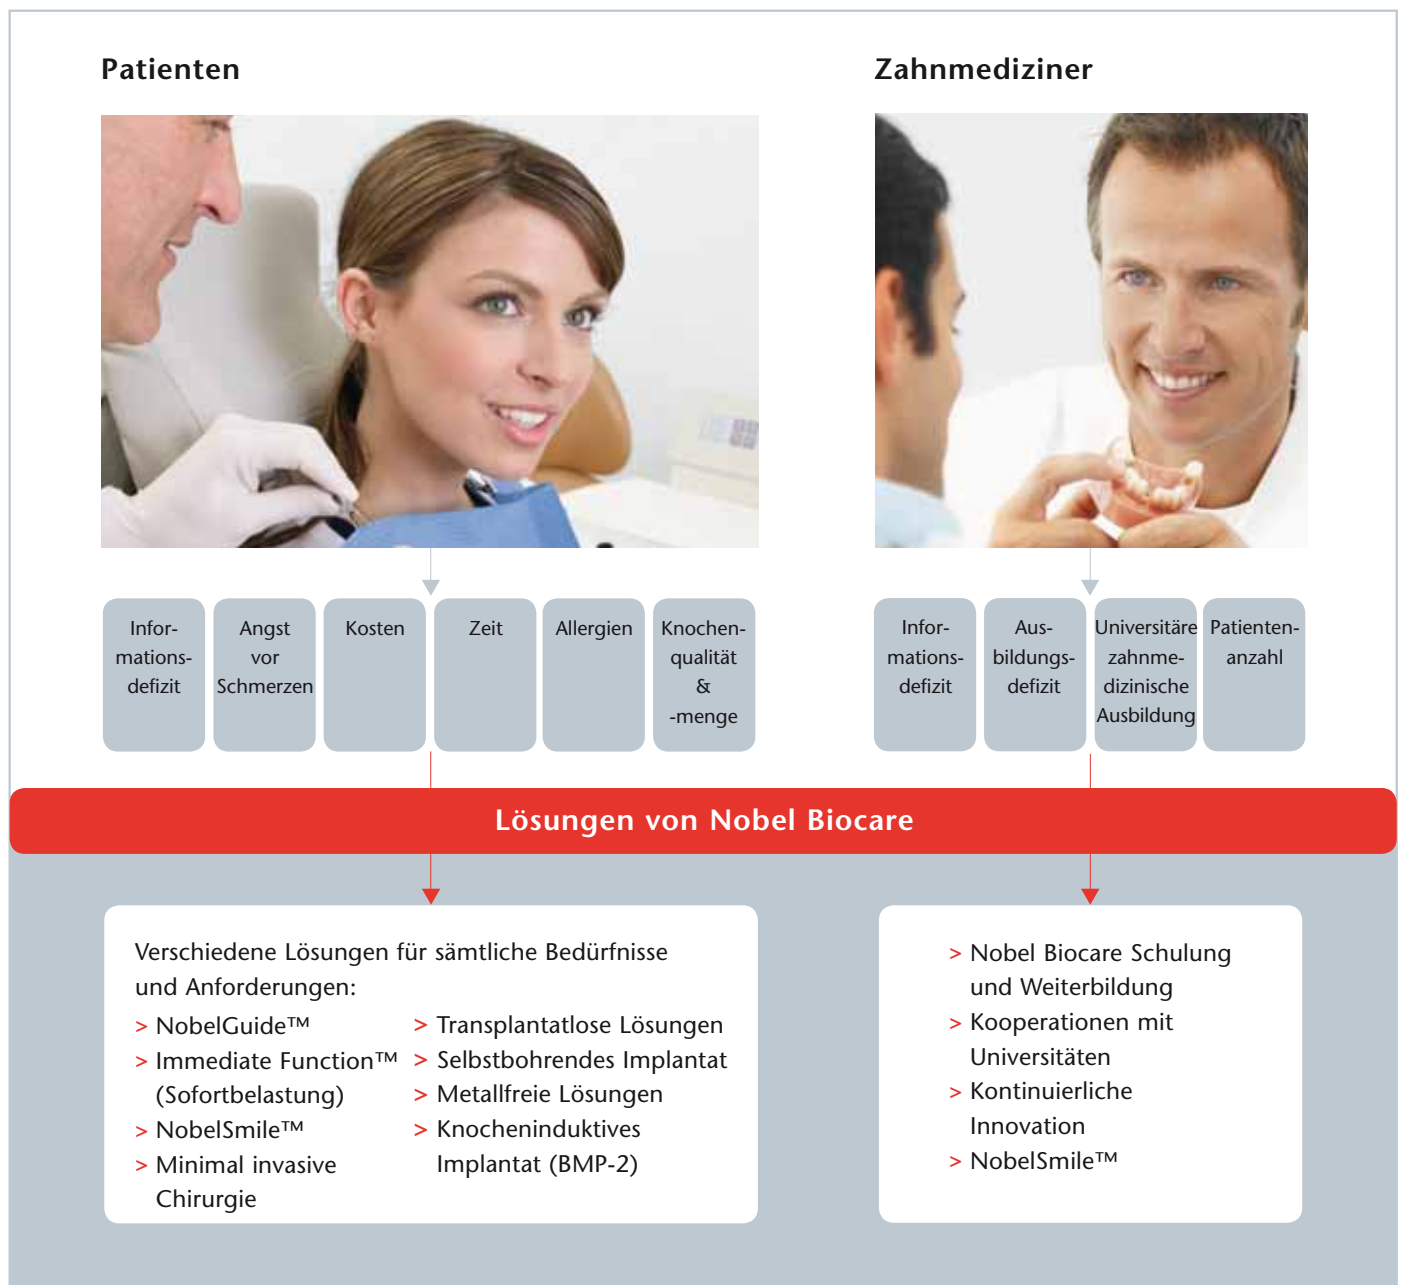 Patienten
Zahnmediziner
Infor-
mations-
defizit
Angst
vor
Schmerzen
Kosten
Zeit
Allergien
Knochen-
qualität
&
-menge
Infor-
mations-
defizit
Aus-
bildungs-
defizit
Universitäre
zahnme-
dizinische
Ausbildung
Patienten-
anzahl
Lösungen von Nobel Biocare
Verschiedene Lösungen für sämtliche Bedürfnisse
und Anforderungen:
> NobelGuide™
> Immediate Function™
(Sofortbelastung)
> NobelSmile™
> Minimal invasive
Chirurgie
> Transplantatlose Lösungen
> Selbstbohrendes Implantat
> Metallfreie Lösungen
> Knocheninduktives
Implantat (BMP-2)
> Nobel Biocare Schulung
und Weiterbildung
> Kooperationen mit
Universitäten
> Kontinuierliche
Innovation
> NobelSmile™